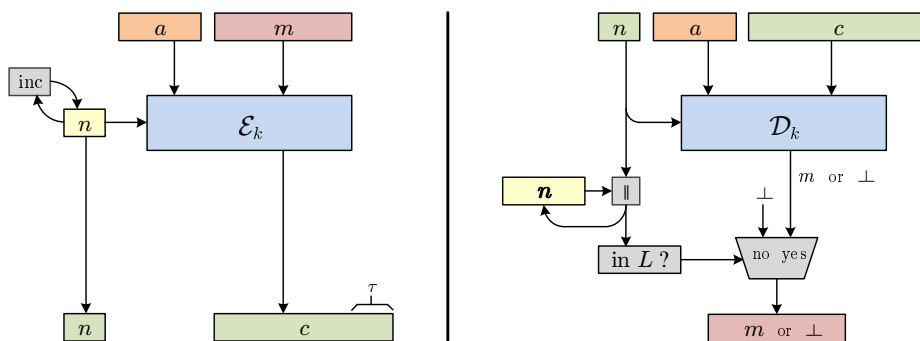 a
m
inc
n
ℰₖ
τ
n
c
n
a
c
𝒟ₖ
m or ⊥
𝒏
‖
⊥
in L ?
no yes
m or ⊥